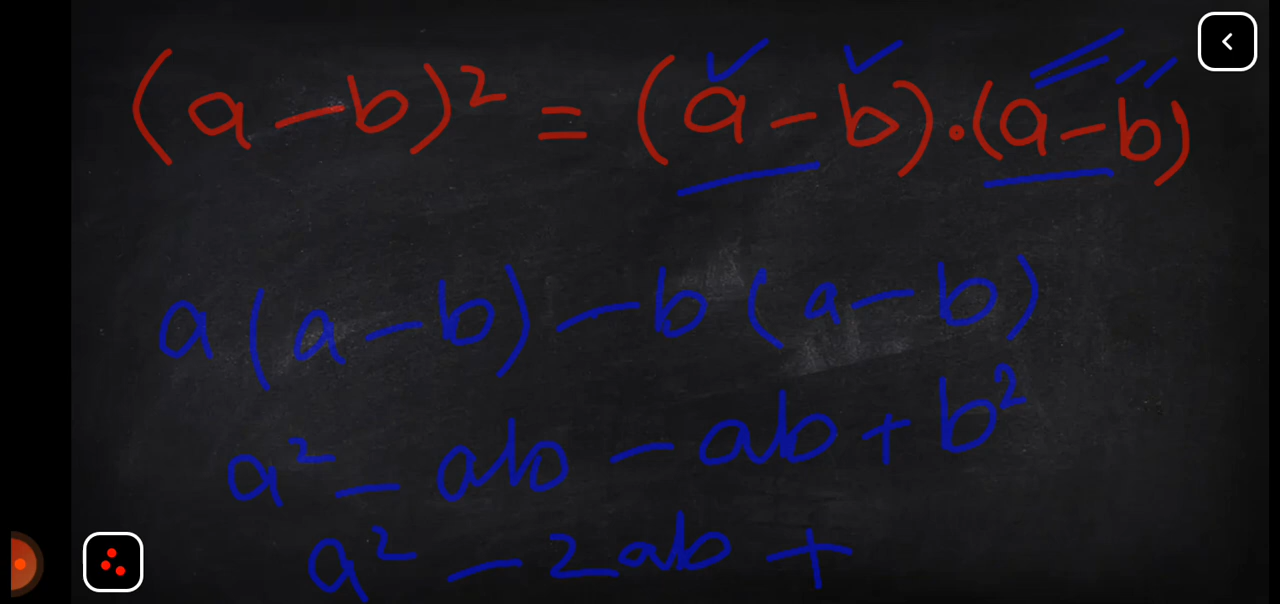 (a-b)² = (a-b)·(a-b)
a(a-b)-b(a-b)
a²-ab-ab+b²
a²-2ab+